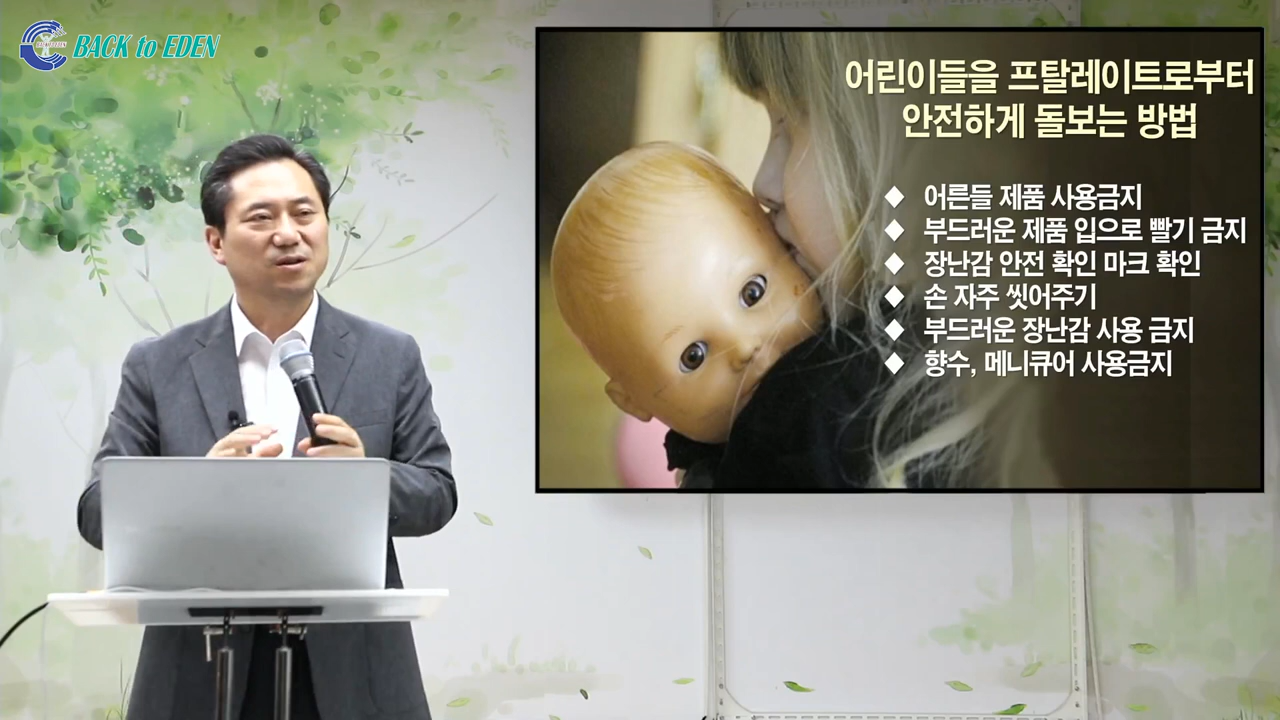 BACK to EDEN
어린이들을 프탈레이트로부터
안전하게 돌보는 방법
◆ 어른들 제품 사용금지
◆ 부드러운 제품 입으로 빨기 금지
◆ 장난감 안전 확인 마크 확인
◆ 손 자주 씻어주기
◆ 부드러운 장난감 사용 금지
◆ 향수, 메니큐어 사용금지